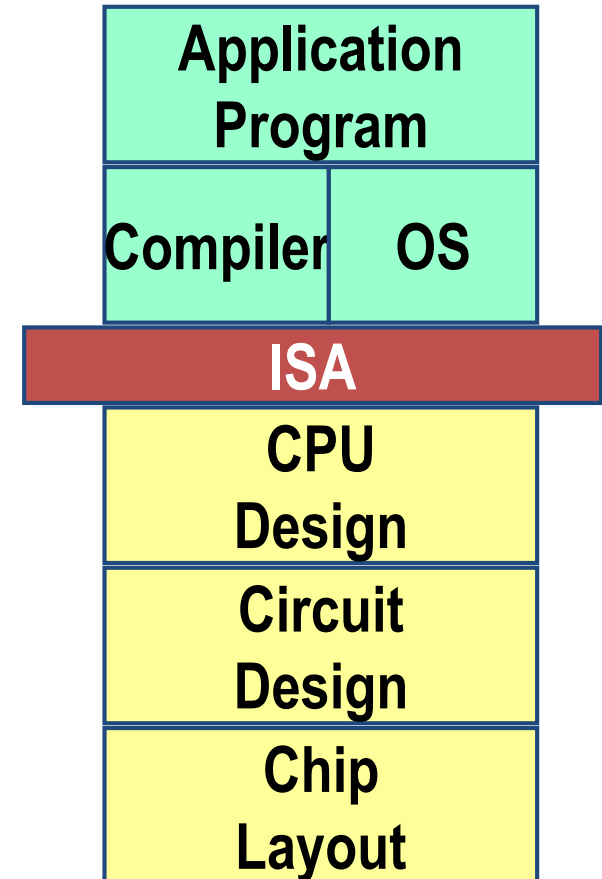 Application
Program
Compiler OS
ISA
CPU
Design
Circuit
Design
Chip
Layout